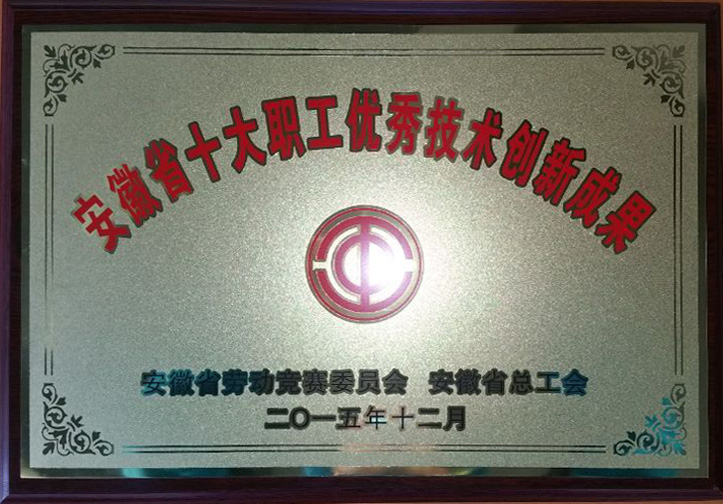 安徽省十大职工优秀技术创新成果
安徽省劳动竞赛委员会 安徽省总工会
二〇一五年十二月